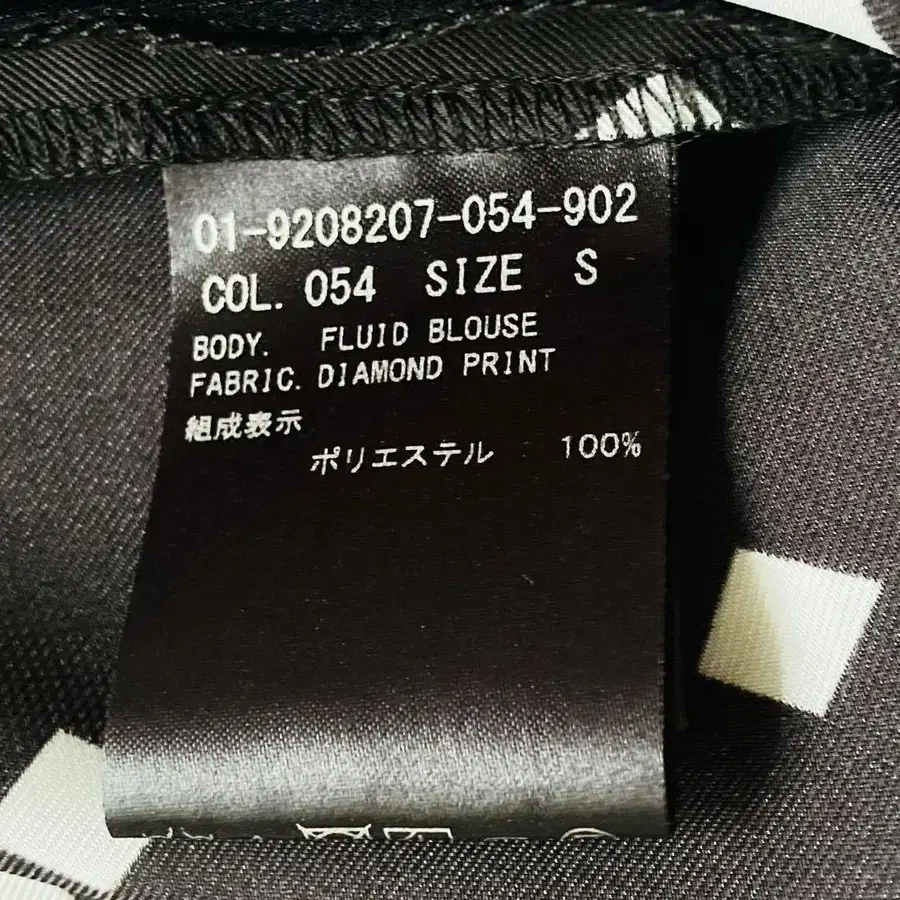 01-9208207-054-902
COL. 054 SIZE S
BODY. FLUID BLOUSE
FABRIC. DIAMOND PRINT
組成表示
ポリエステル 100%